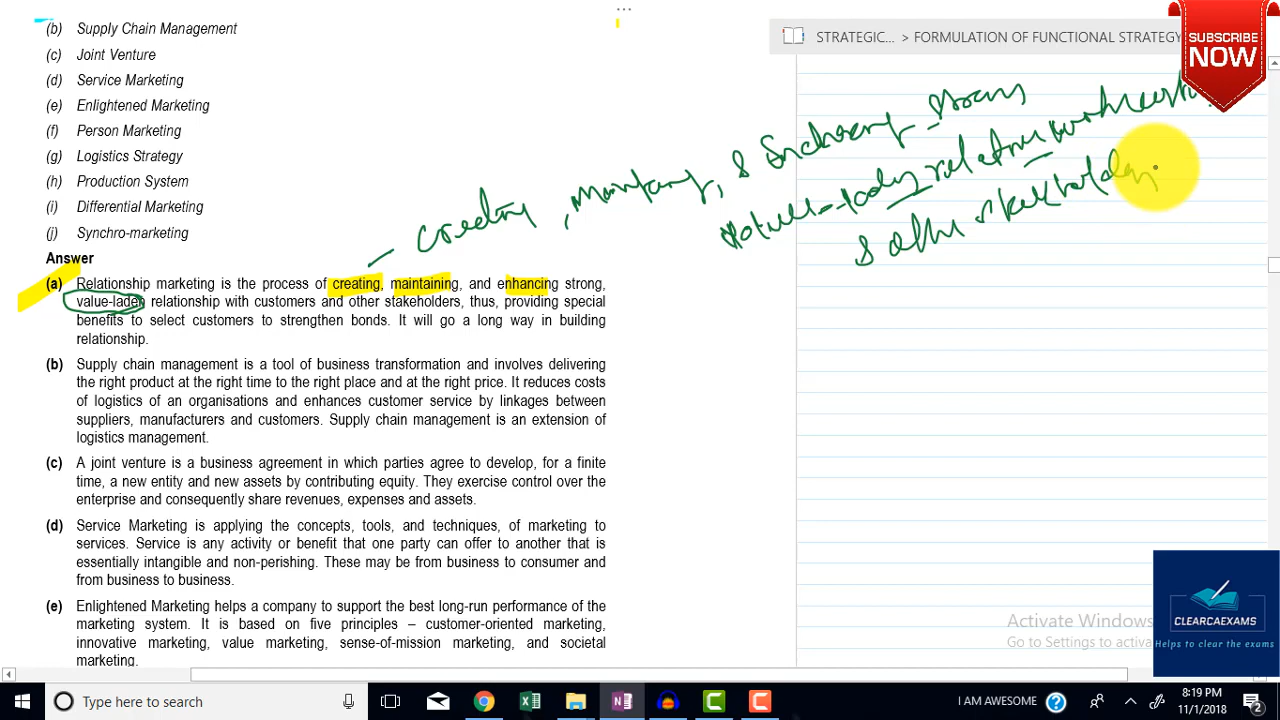 (b) Supply Chain Management
STRATEGIC... > FORMULATION OF FUNCTIONAL STRATEGY
SUBSCRIBE
NOW
(c) Joint Venture
(d) Service Marketing
(e) Enlightened Marketing
(f) Person Marketing
(g) Logistics Strategy
(h) Production System
(i) Differential Marketing
(j) Synchro-marketing
Creating, & 
relation
& other
Answer
(a) Relationship marketing is the process of creating, maintaining, and enhancing strong,
value-laden relationship with customers and other stakeholders, thus, providing special
benefits to select customers to strengthen bonds. It will go a long way in building
relationship.
(b) Supply chain management is a tool of business transformation and involves delivering
the right product at the right time to the right place and at the right price. It reduces costs
of logistics of an organisations and enhances customer service by linkages between
suppliers, manufacturers and customers. Supply chain management is an extension of
logistics management.
(c) A joint venture is a business agreement in which parties agree to develop, for a finite
time, a new entity and new assets by contributing equity. They exercise control over the
enterprise and consequently share revenues, expenses and assets.
(d) Service Marketing is applying the concepts, tools, and techniques, of marketing to
services. Service is any activity or benefit that one party can offer to another that is
essentially intangible and non-perishing. These may be from business to consumer and
from business to business.
(e) Enlightened Marketing helps a company to support the best long-run performance of the
marketing system. It is based on five principles – customer-oriented marketing,
innovative marketing, value marketing, sense-of-mission marketing, and societal
marketing.
Activate Windows
Go to Settings to activa
CLEARCAEXAMS
Helps to clear the exams
Type here to search
I AM AWESOME
8:19 PM
11/1/2018
2